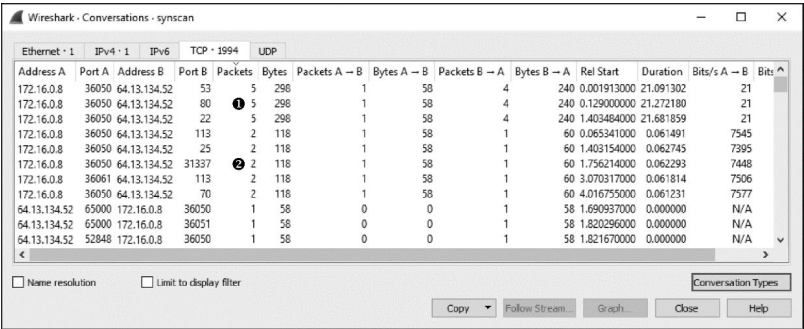 Wireshark · Conversations · synscan
Ethernet · 1 IPv4 · 1 IPv6 TCP · 1994 UDP
Address A Port A Address B Port B Packets Bytes Packets A → B Bytes A → B Packets B → A Bytes B → A Rel Start Duration Bits/s A → B Bits
172.16.0.8 36050 64.13.134.52 53 5 298 1 58 4 240 0.001913000 21.091302 21
172.16.0.8 36050 64.13.134.52 80 ❶ 5 298 1 58 4 240 0.129000000 21.272180 21
172.16.0.8 36050 64.13.134.52 22 5 298 1 58 4 240 1.403484000 21.681859 21
172.16.0.8 36050 64.13.134.52 113 2 118 1 58 1 60 0.065341000 0.061491 7545
172.16.0.8 36050 64.13.134.52 25 2 118 1 58 1 60 1.403154000 0.062745 7395
172.16.0.8 36050 64.13.134.52 31337 ❷ 2 118 1 58 1 60 1.756214000 0.062293 7448
172.16.0.8 36061 64.13.134.52 113 2 118 1 58 1 60 3.070317000 0.061814 7506
172.16.0.8 36050 64.13.134.52 70 2 118 1 58 1 60 4.016755000 0.061231 7577
64.13.134.52 65000 172.16.0.8 36050 1 58 0 0 1 58 1.690937000 0.000000 N/A
64.13.134.52 65000 172.16.0.8 36051 1 58 0 0 1 58 1.820296000 0.000000 N/A
64.13.134.52 52848 172.16.0.8 36050 1 58 0 0 1 58 1.821670000 0.000000 N/A
Name resolution Limit to display filter Conversation Types
Copy Follow Stream... Graph... Close Help